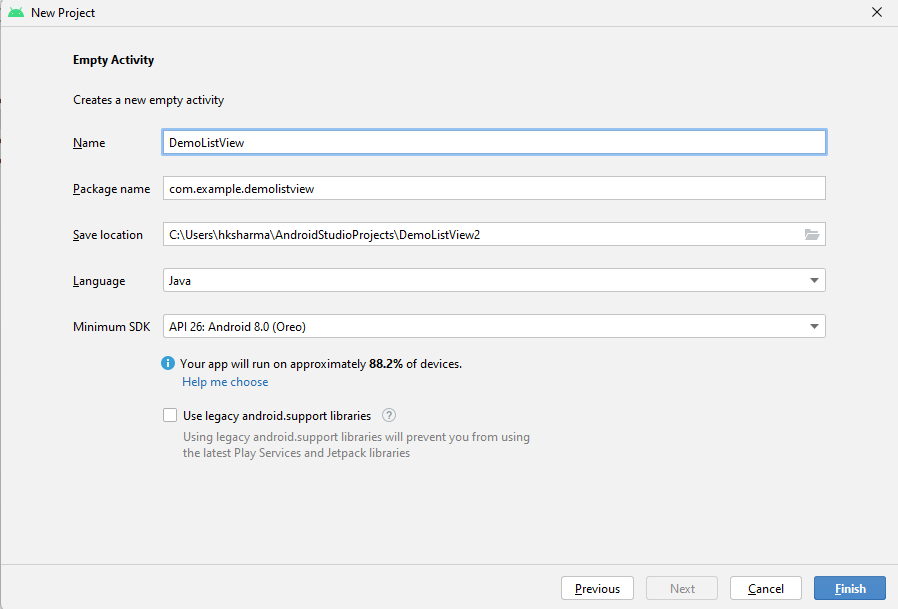 New Project
Empty Activity
Creates a new empty activity
Name DemoListView
Package name com.example.demolistview
Save location C:\Users\hksharma\AndroidStudioProjects\DemoListView2
Language Java
Minimum SDK API 26: Android 8.0 (Oreo)
i Your app will run on approximately 88.2% of devices.
Help me choose
Use legacy android.support libraries ?
Using legacy android.support libraries will prevent you from using
the latest Play Services and Jetpack libraries
Previous Next Cancel Finish